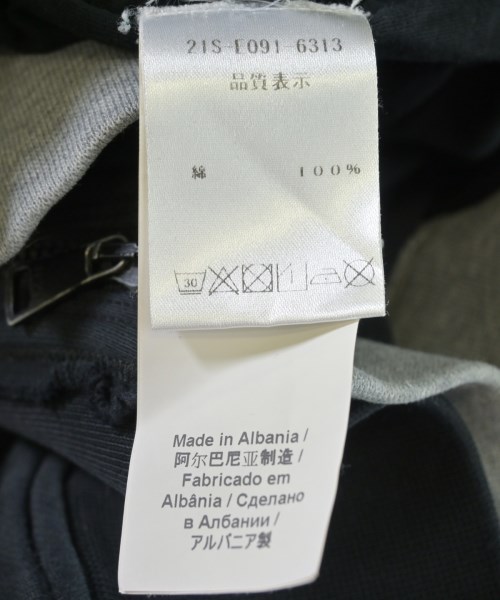 21S-F091-6313
品質表示
綿 100%
30
Made in Albania /
阿尔巴尼亚制造 /
Fabricado em
Albânia / Сделано
в Албании /
アルバニア製